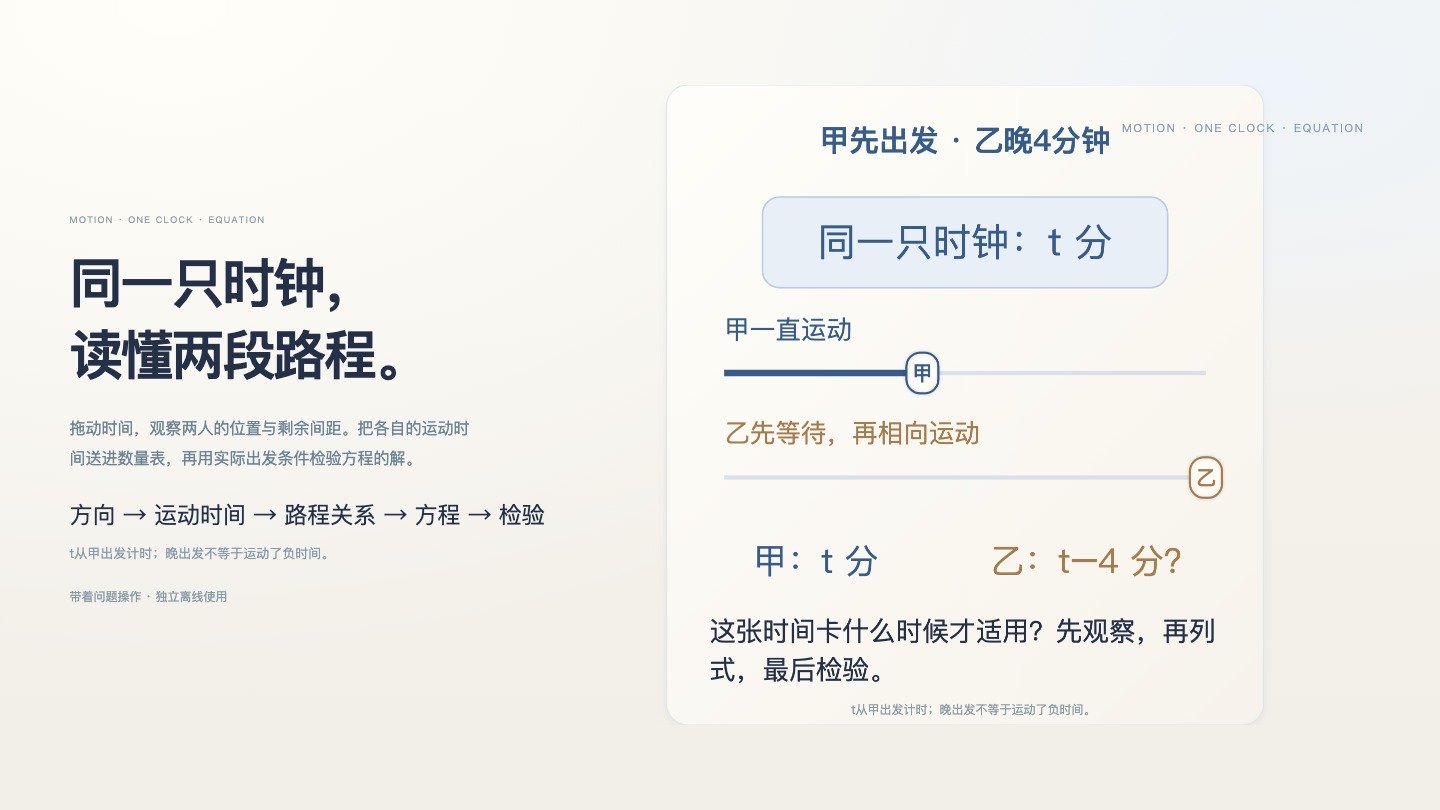 MOTION · ONE CLOCK · EQUATION
同一只时钟，
读懂两段路程。
拖动时间，观察两人的位置与剩余间距。把各自的运动时
间送进数量表，再用实际出发条件检验方程的解。
方向 → 运动时间 → 路程关系 → 方程 → 检验
t从甲出发计时；晚出发不等于运动了负时间。
带着问题操作 · 独立离线使用
甲先出发 · 乙晚4分钟
MOTION · ONE CLOCK · EQUATION
同一只时钟：t 分
甲一直运动
甲
乙先等待，再相向运动
乙
甲：t 分
乙：t−4 分？
这张时间卡什么时候才适用？先观察，再列
式，最后检验。
t从甲出发计时；晚出发不等于运动了负时间。